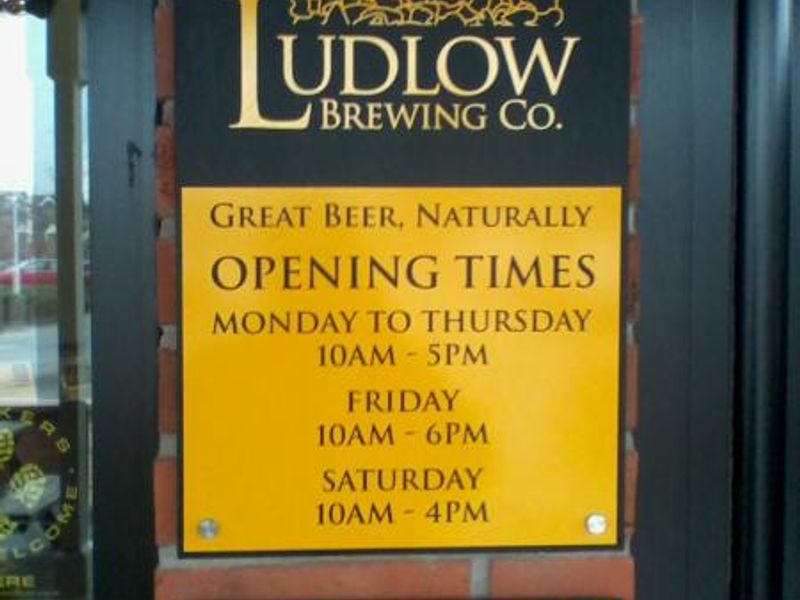 LUDLOW
BREWING CO.
GREAT BEER, NATURALLY
OPENING TIMES
MONDAY TO THURSDAY
10AM - 5PM
FRIDAY
10AM - 6PM
SATURDAY
10AM - 4PM
WELCOME